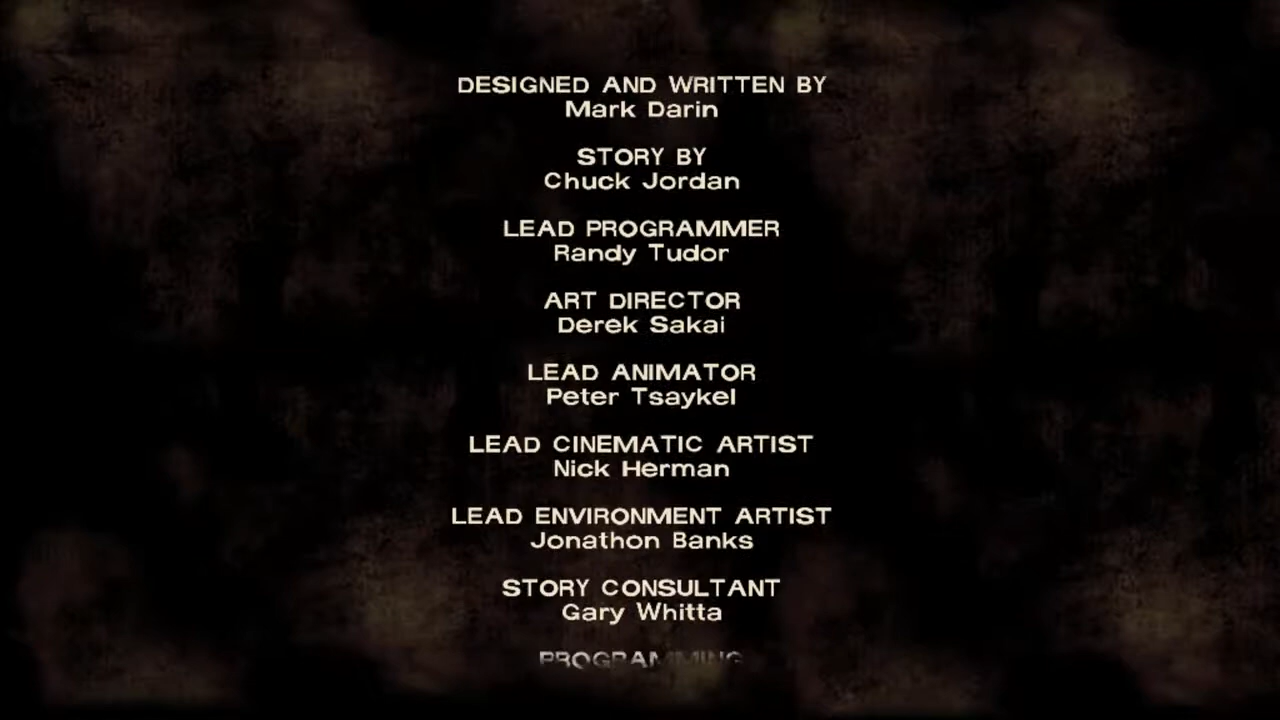 DESIGNED AND WRITTEN BY
Mark Darin
STORY BY
Chuck Jordan
LEAD PROGRAMMER
Randy Tudor
ART DIRECTOR
Derek Sakai
LEAD ANIMATOR
Peter Tsaykel
LEAD CINEMATIC ARTIST
Nick Herman
LEAD ENVIRONMENT ARTIST
Jonathon Banks
STORY CONSULTANT
Gary Whitta
PROGRAMMING